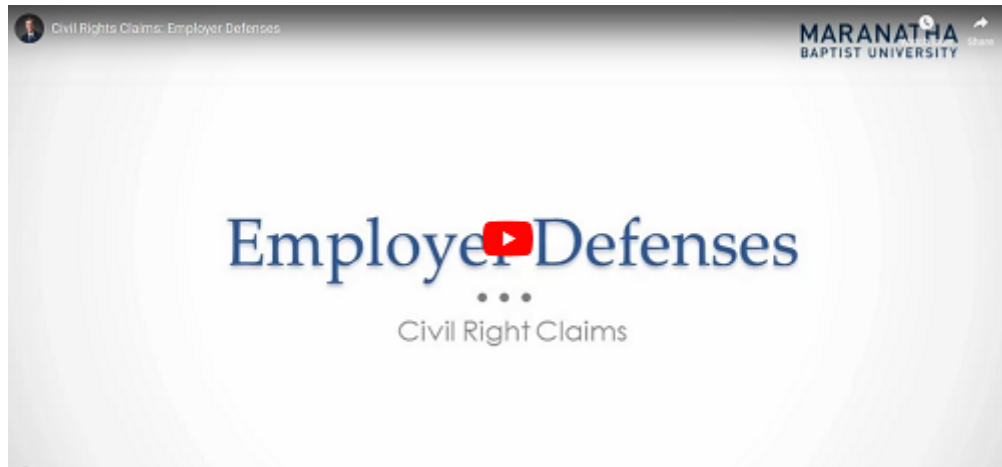 Civil Rights Claims: Employer Defenses
MARANATHA
BAPTIST UNIVERSITY
Share
Employer Defenses
Civil Right Claims